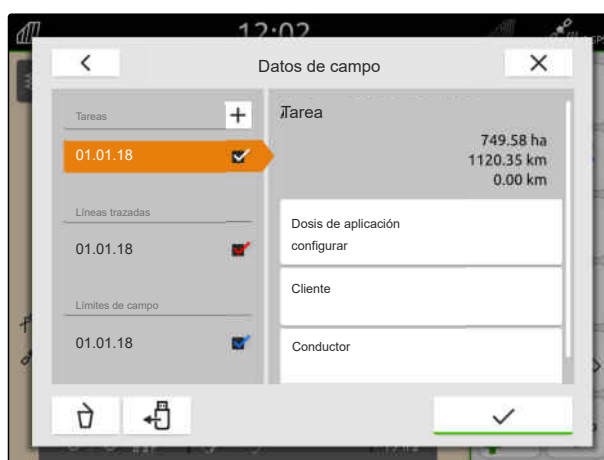 12:02
Datos de campo
Tareas
01.01.18
Líneas trazadas
01.01.18
Límites de campo
01.01.18
Tarea
749.58 ha
1120.35 km
0.00 km
Dosis de aplicación
configurar
Cliente
Conductor